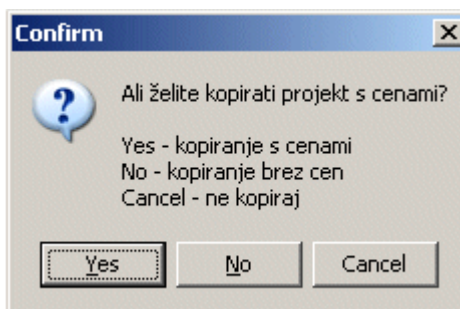 Confirm
Ali želite kopirati projekt s cenami?
Yes - kopiranje s cenami
No - kopiranje brez cen
Cancel - ne kopiraj
Yes No Cancel